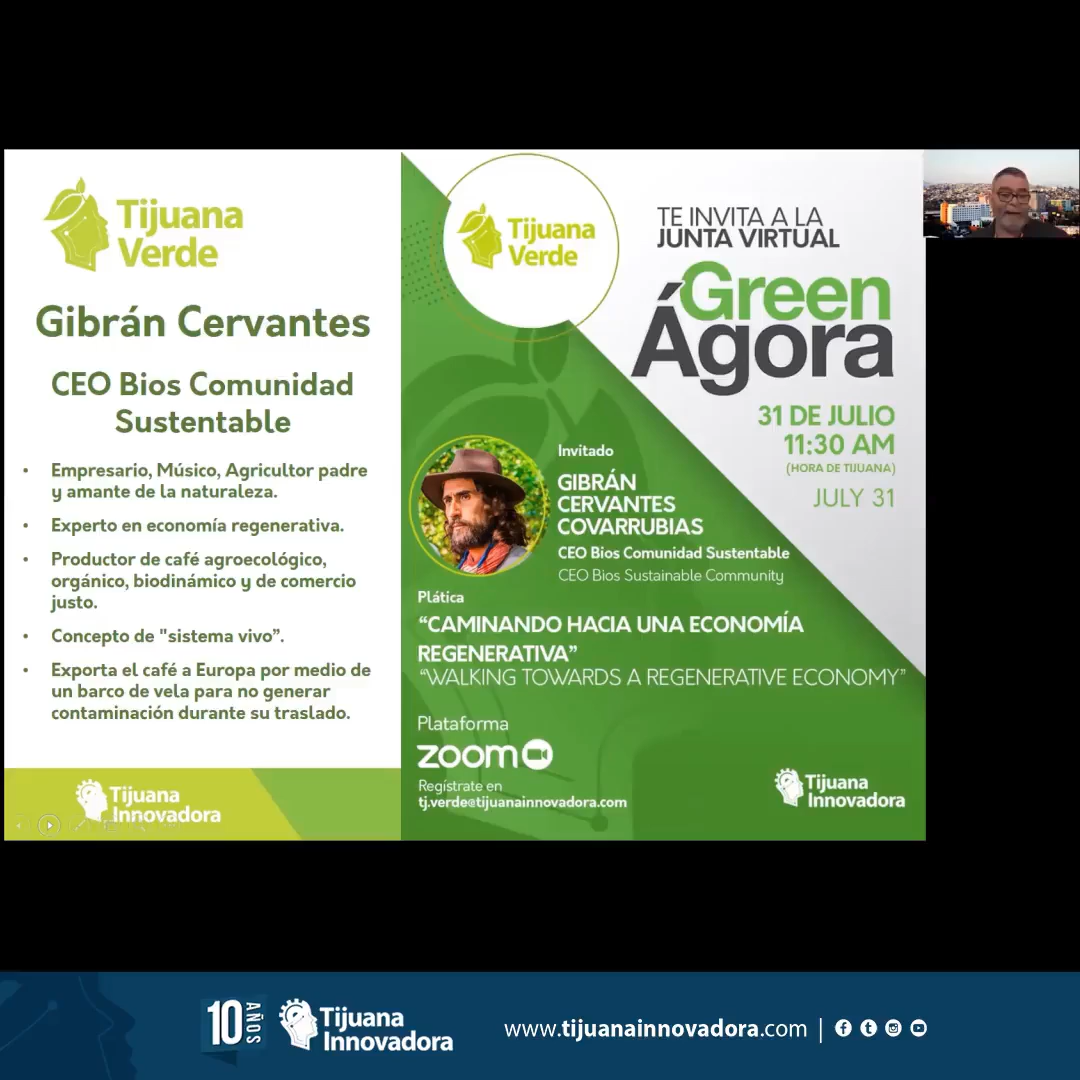 Tijuana
Verde
Gibrán Cervantes
CEO Bios Comunidad
Sustentable
• Empresario, Músico, Agricultor padre
y amante de la naturaleza.
• Experto en economía regenerativa.
• Productor de café agroecológico,
orgánico, biodinámico y de comercio
justo.
• Concepto de "sistema vivo”.
• Exporta el café a Europa por medio de
un barco de vela para no generar
contaminación durante su traslado.
Tijuana
Innovadora
Tijuana
Verde
TE INVITA A LA
JUNTA VIRTUAL
Green
Ágora
31 DE JULIO
11:30 AM
(HORA DE TIJUANA)
JULY 31
Invitado
GIBRÁN
CERVANTES
COVARRUBIAS
CEO Bios Comunidad Sustentable
CEO Bios Sustainable Community
Plática
“CAMINANDO HACIA UNA ECONOMÍA
REGENERATIVA”
“WALKING TOWARDS A REGENERATIVE ECONOMY”
Plataforma
zoom
Regístrate en
tj.verde@tijuanainnovadora.com
Tijuana
Innovadora
10 AÑOS
Tijuana
Innovadora
www.tijuanainnovadora.com |